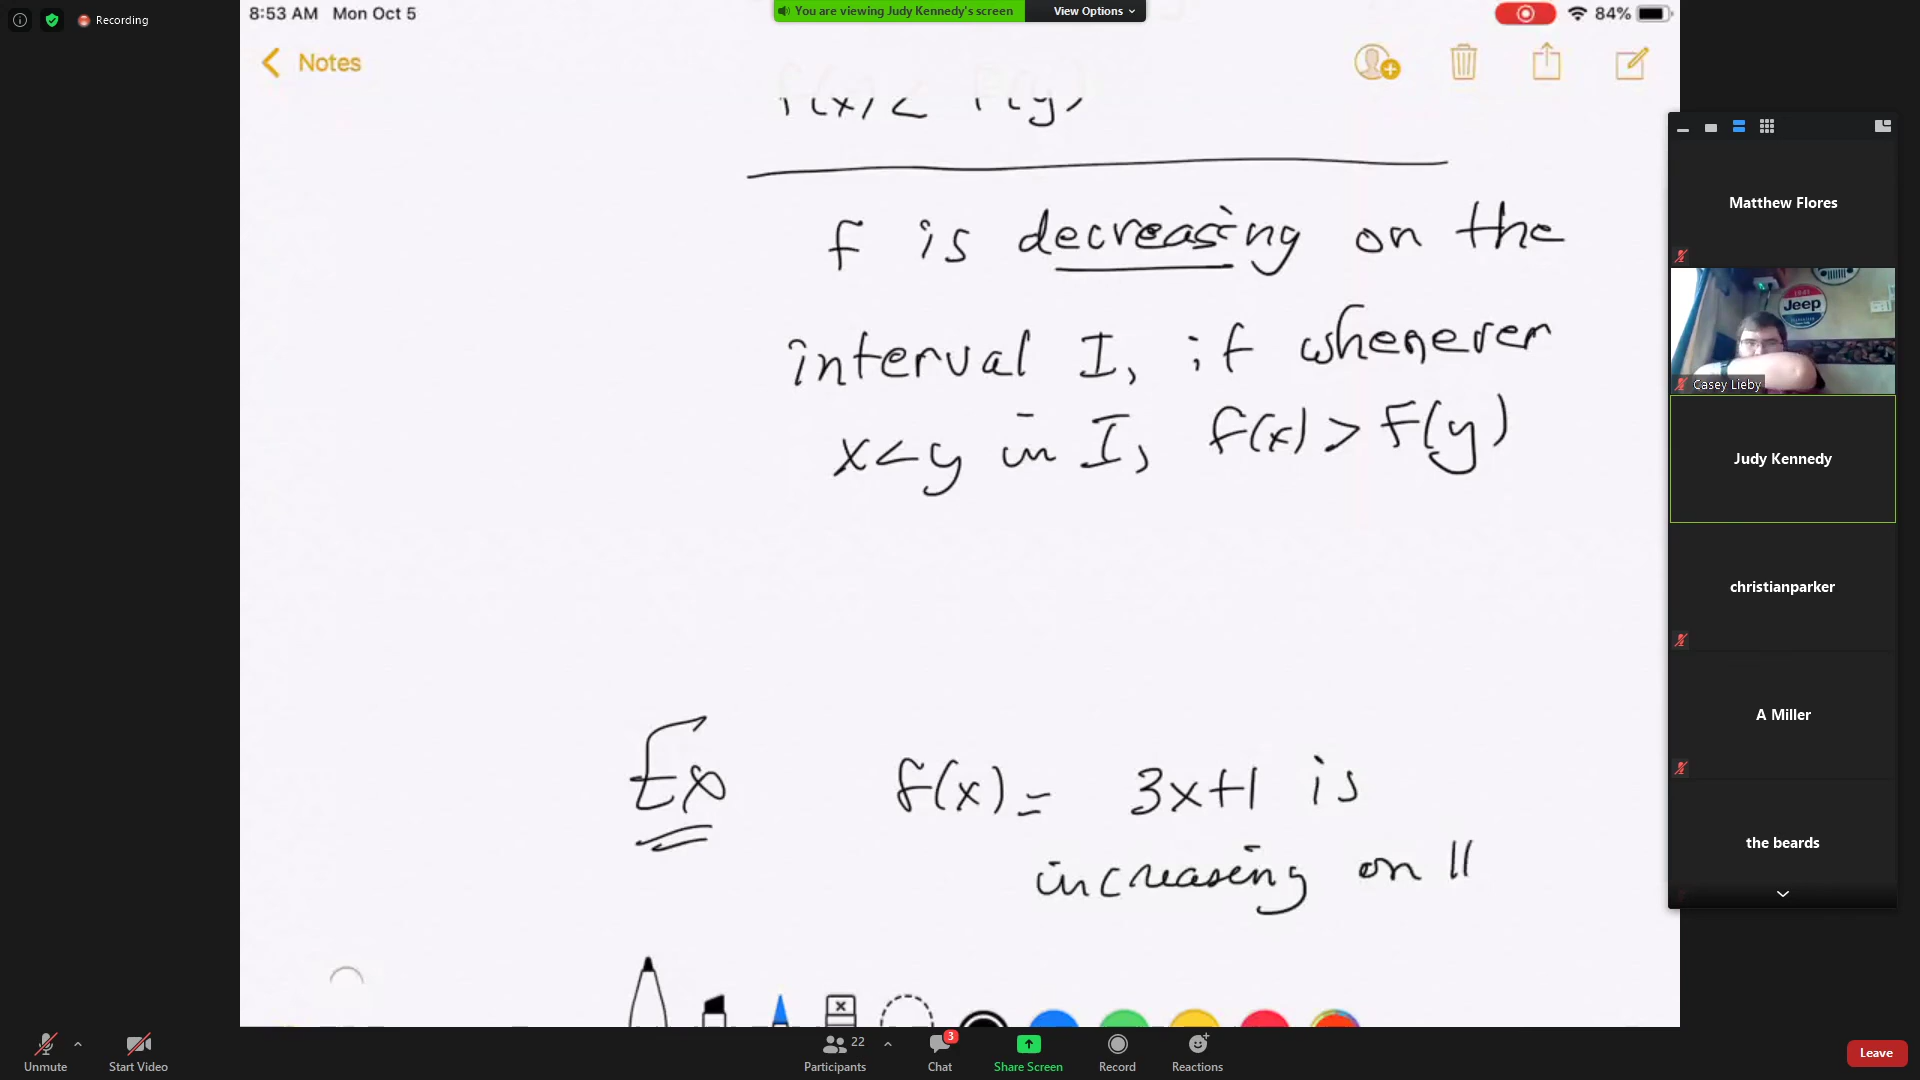 Recording
8:53 AM Mon Oct 5
You are viewing Judy Kennedy's screen
View Options
84%
Notes
f(x) < f(y)
f is decreasing on the
interval I, if whenever
x<y in I, f(x) > f(y)
Ex f(x) = 3x+1 is
increasing on
Matthew Flores
Jeep
Casey Lieby
Judy Kennedy
christianparker
A Miller
the beards
Unmute
Start Video
22
Participants
3
Chat
Share Screen
Record
Reactions
Leave